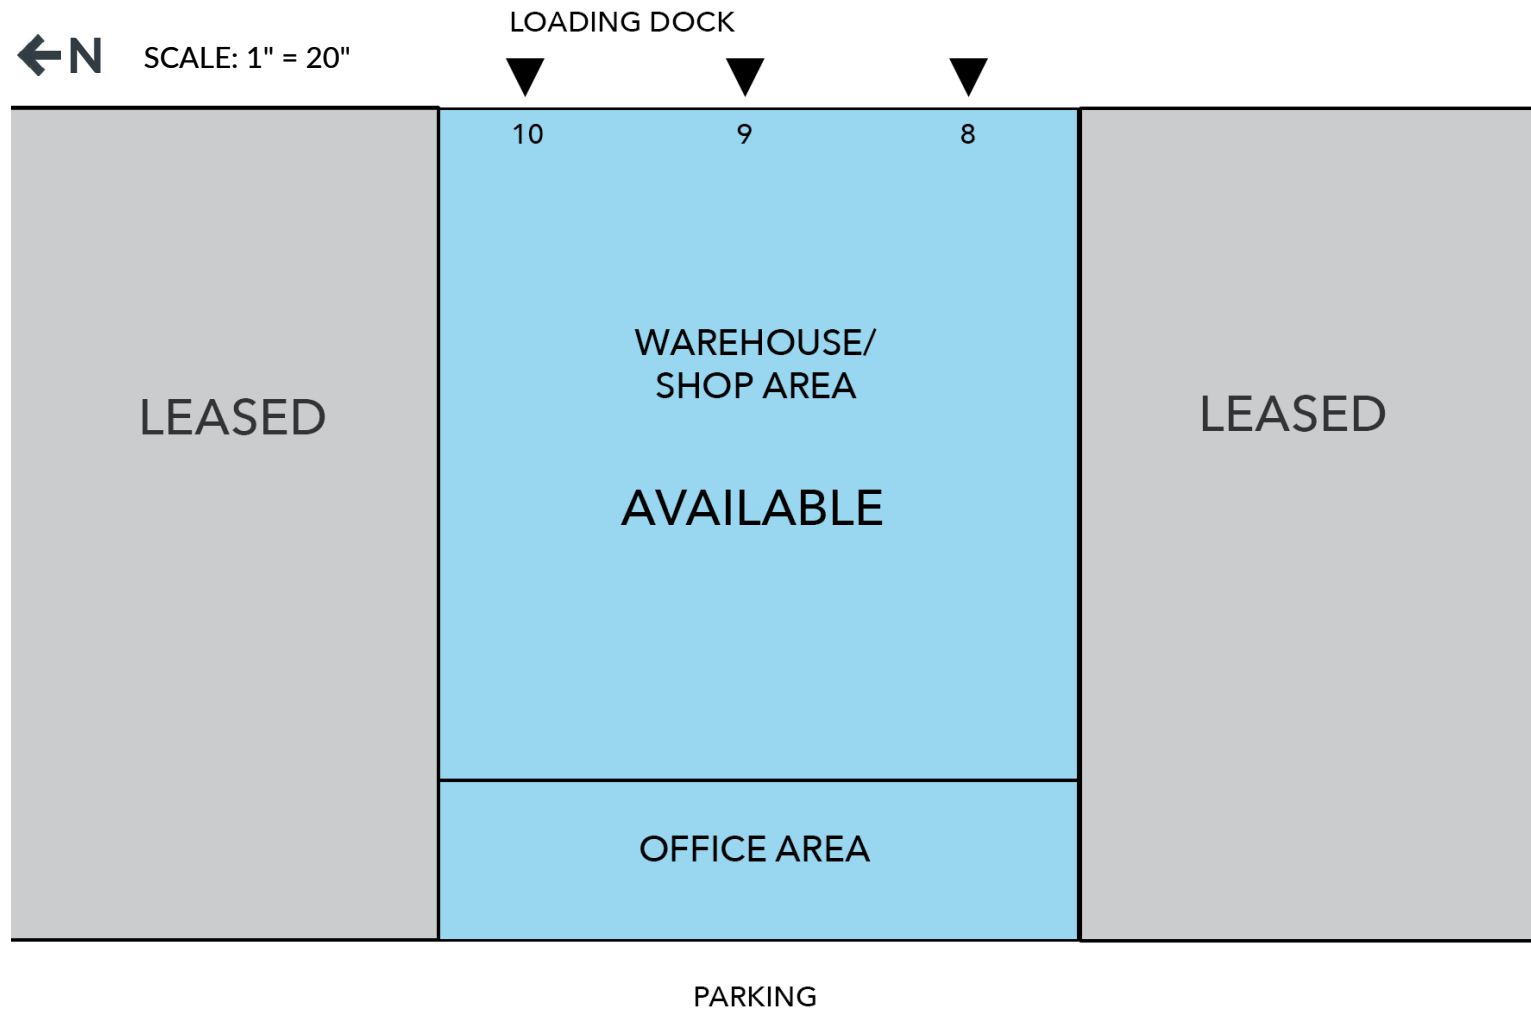 LOADING DOCK
N SCALE: 1" = 20"
10 9 8
WAREHOUSE/
SHOP AREA
LEASED
LEASED
AVAILABLE
OFFICE AREA
PARKING